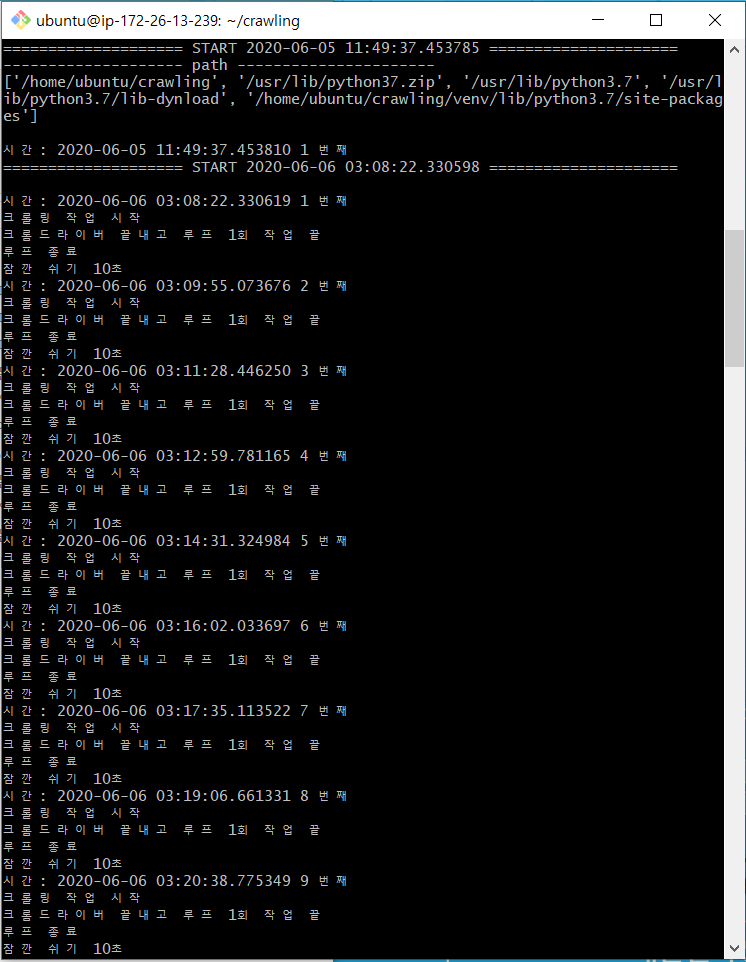 ubuntu@ip-172-26-13-239: ~/crawling
==================== START 2020-06-05 11:49:37.453785 =====================
-------------------- path ----------------------
['/home/ubuntu/crawling', '/usr/lib/python37.zip', '/usr/lib/python3.7', '/usr/l
ib/python3.7/lib-dynload', '/home/ubuntu/crawling/venv/lib/python3.7/site-packag
es']
시간: 2020-06-05 11:49:37.453810 1 번째
==================== START 2020-06-06 03:08:22.330598 =====================
시간: 2020-06-06 03:08:22.330619 1 번째
크롤링 작업 시작
크롬드라이버 끝내고 루프 1회 작업 끝
루프 종료
잠깐 쉬기 10초
시간: 2020-06-06 03:09:55.073676 2 번째
크롤링 작업 시작
크롬드라이버 끝내고 루프 1회 작업 끝
루프 종료
잠깐 쉬기 10초
시간: 2020-06-06 03:11:28.446250 3 번째
크롤링 작업 시작
크롬드라이버 끝내고 루프 1회 작업 끝
루프 종료
잠깐 쉬기 10초
시간: 2020-06-06 03:12:59.781165 4 번째
크롤링 작업 시작
크롬드라이버 끝내고 루프 1회 작업 끝
루프 종료
잠깐 쉬기 10초
시간: 2020-06-06 03:14:31.324984 5 번째
크롤링 작업 시작
크롬드라이버 끝내고 루프 1회 작업 끝
루프 종료
잠깐 쉬기 10초
시간: 2020-06-06 03:16:02.033697 6 번째
크롤링 작업 시작
크롬드라이버 끝내고 루프 1회 작업 끝
루프 종료
잠깐 쉬기 10초
시간: 2020-06-06 03:17:35.113522 7 번째
크롤링 작업 시작
크롬드라이버 끝내고 루프 1회 작업 끝
루프 종료
잠깐 쉬기 10초
시간: 2020-06-06 03:19:06.661331 8 번째
크롤링 작업 시작
크롬드라이버 끝내고 루프 1회 작업 끝
루프 종료
잠깐 쉬기 10초
시간: 2020-06-06 03:20:38.775349 9 번째
크롤링 작업 시작
크롬드라이버 끝내고 루프 1회 작업 끝
루프 종료
잠깐 쉬기 10초